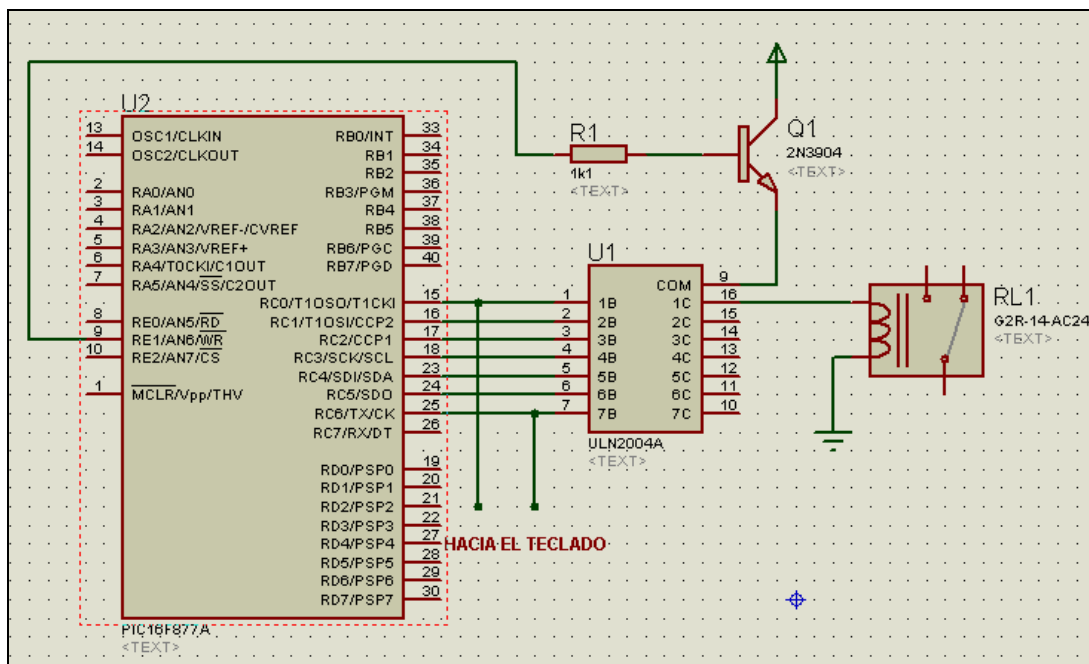 U2
13 OSC1/CLKIN RB0/INT 33
14 OSC2/CLKOUT RB1 34
RB2 35
2 RA0/AN0 RB3/PGM 36
3 RA1/AN1 RB4 37
4 RA2/AN2/VREF-/CVREF RB5 38
5 RA3/AN3/VREF+ RB6/PGC 39
6 RA4/T0CKI/C1OUT RB7/PGD 40
7 RA5/AN4/SS/C2OUT
RC0/T1OSO/T1CKI 15
8 RE0/AN5/RD RC1/T1OSI/CCP2 16
9 RE1/AN6/WR RC2/CCP1 17
10 RE2/AN7/CS RC3/SCK/SCL 18
RC4/SDI/SDA 23
1 MCLR/Vpp/THV RC5/SDO 24
RC6/TX/CK 25
RC7/RX/DT 26
RD0/PSP0 19
RD1/PSP1 20
RD2/PSP2 21
RD3/PSP3 22
RD4/PSP4 27
RD5/PSP5 28
RD6/PSP6 29
RD7/PSP7 30
PIC16F877A
<TEXT>
HACIA EL TECLADO
R1
1k1
<TEXT>
Q1
2N3904
<TEXT>
U1
COM 9
1 1B 1C 16
2 2B 2C 15
3 3B 3C 14
4 4B 4C 13
5 5B 5C 12
6 6B 6C 11
7 7B 7C 10
ULN2004A
<TEXT>
RL1
G2R-14-AC24
<TEXT>